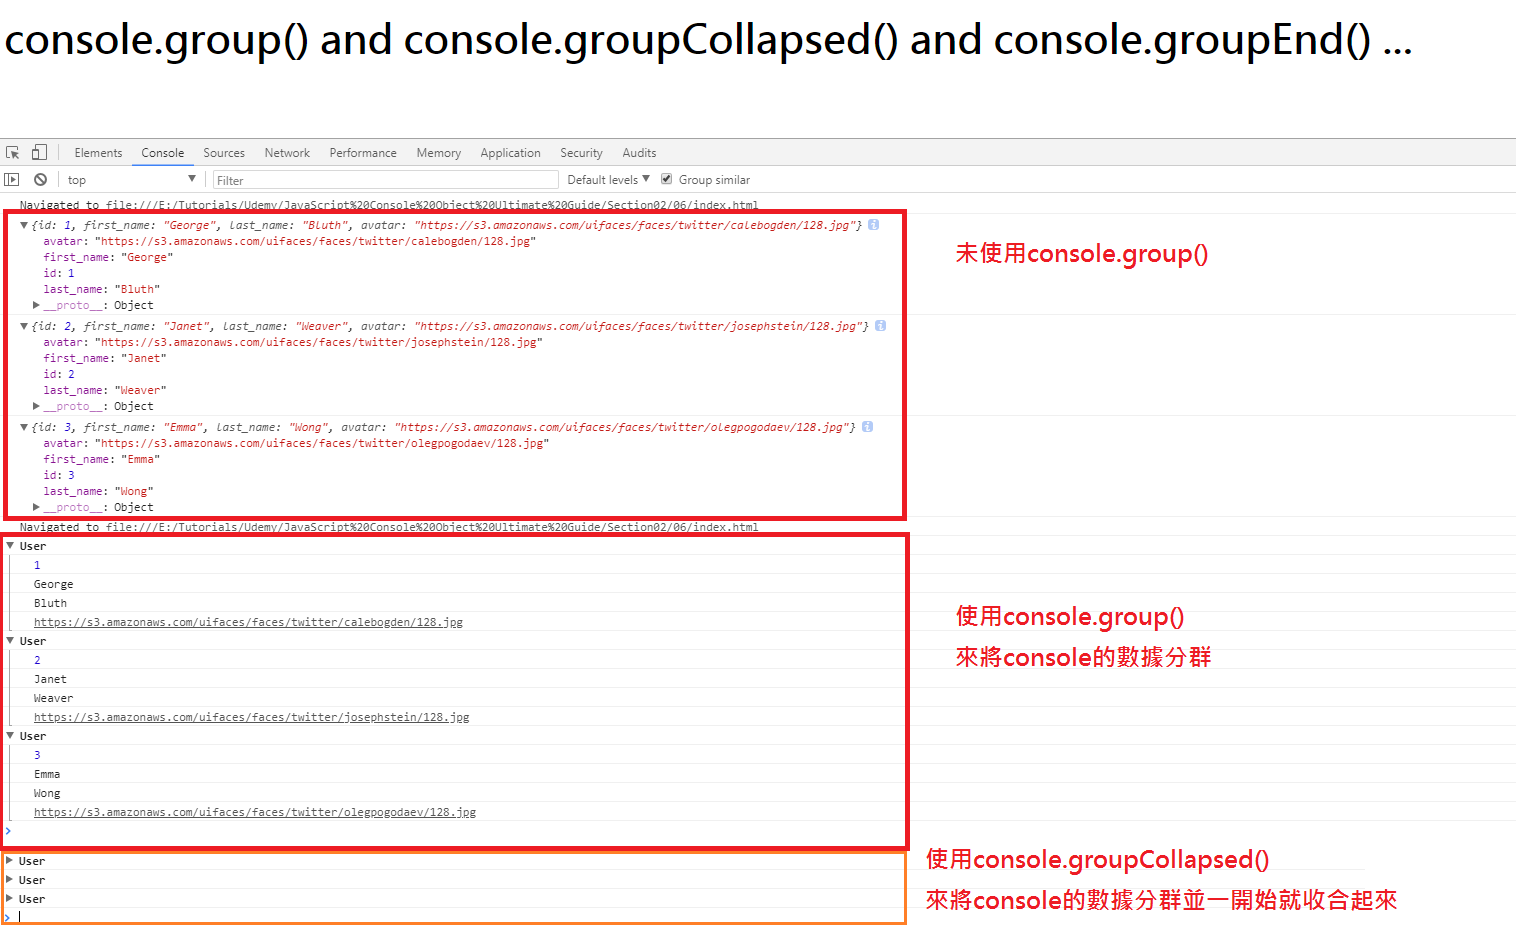 console.group() and console.groupCollapsed() and console.groupEnd() ...
Elements Console Sources Network Performance Memory Application Security Audits
top ▼ Filter Default levels ▼ Group similar
Navigated to file:///E:/Tutorials/Udemy/JavaScript%20Console%20Object%20Ultimate%20Guide/Section02/06/index.html
▼{id: 1, first_name: "George", last_name: "Bluth", avatar: "https://s3.amazonaws.com/uifaces/faces/twitter/calebogden/128.jpg"} i
avatar: "https://s3.amazonaws.com/uifaces/faces/twitter/calebogden/128.jpg"
first_name: "George"
id: 1
last_name: "Bluth"
▶__proto__: Object
未使用console.group()
▼{id: 2, first_name: "Janet", last_name: "Weaver", avatar: "https://s3.amazonaws.com/uifaces/faces/twitter/josephstein/128.jpg"} i
avatar: "https://s3.amazonaws.com/uifaces/faces/twitter/josephstein/128.jpg"
first_name: "Janet"
id: 2
last_name: "Weaver"
▶__proto__: Object
▼{id: 3, first_name: "Emma", last_name: "Wong", avatar: "https://s3.amazonaws.com/uifaces/faces/twitter/olegpogodaev/128.jpg"} i
avatar: "https://s3.amazonaws.com/uifaces/faces/twitter/olegpogodaev/128.jpg"
first_name: "Emma"
id: 3
last_name: "Wong"
▶__proto__: Object
Navigated to file:///E:/Tutorials/Udemy/JavaScript%20Console%20Object%20Ultimate%20Guide/Section02/06/index.html
▼ User
1
George
Bluth
https://s3.amazonaws.com/uifaces/faces/twitter/calebogden/128.jpg
▼ User
2
Janet
Weaver
https://s3.amazonaws.com/uifaces/faces/twitter/josephstein/128.jpg
▼ User
3
Emma
Wong
https://s3.amazonaws.com/uifaces/faces/twitter/olegpogodaev/128.jpg
>
使用console.group()
來將console的數據分群
▶ User
▶ User
▶ User
>
使用console.groupCollapsed()
來將console的數據分群並一開始就收合起來